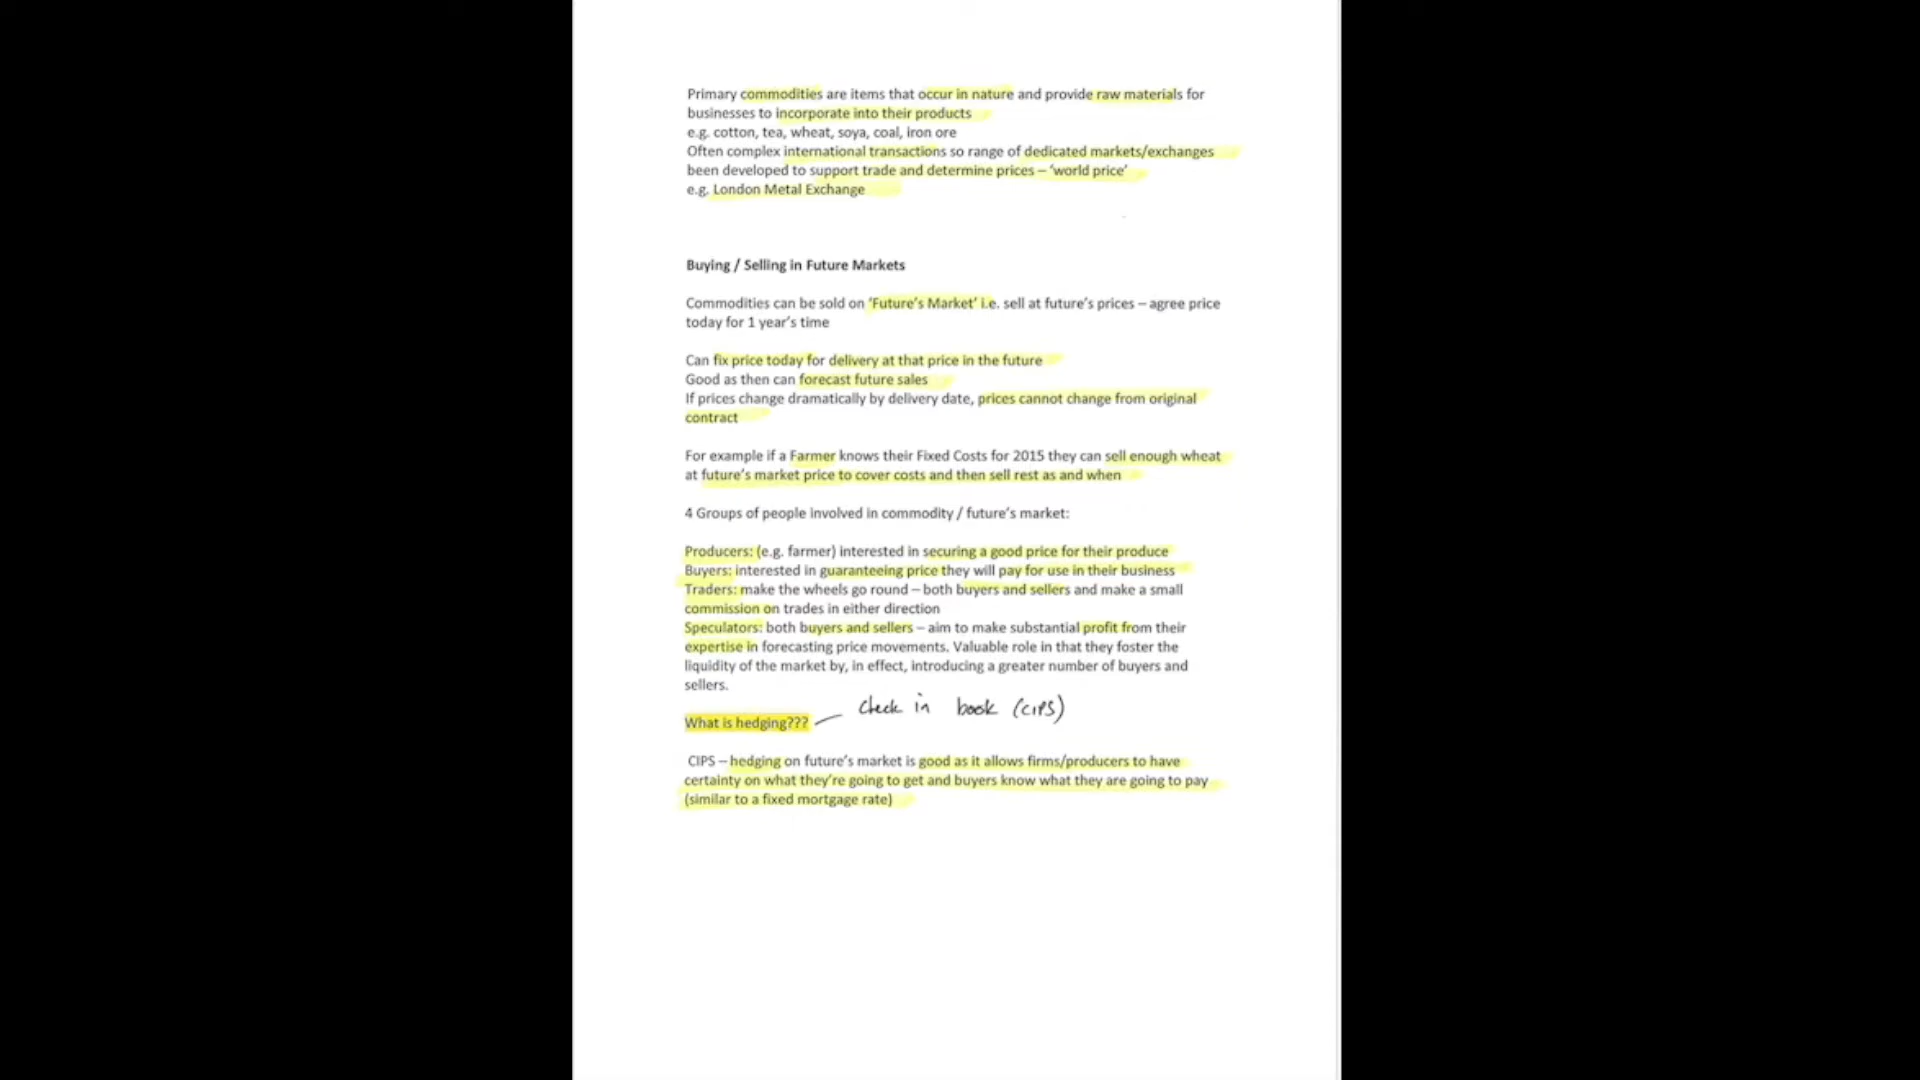 Primary commodities are items that occur in nature and provide raw materials for
businesses to incorporate into their products
e.g. cotton, tea, wheat, soya, coal, iron ore
Often complex international transactions so range of dedicated markets/exchanges
been developed to support trade and determine prices – ‘world price’
e.g. London Metal Exchange
Buying / Selling in Future Markets
Commodities can be sold on ‘Future’s Market’ i.e. sell at future’s prices – agree price
today for 1 year’s time
Can fix price today for delivery at that price in the future
Good as then can forecast future sales
If prices change dramatically by delivery date, prices cannot change from original
contract
For example if a Farmer knows their Fixed Costs for 2015 they can sell enough wheat
at future’s market price to cover costs and then sell rest as and when
4 Groups of people involved in commodity / future’s market:
Producers: (e.g. farmer) interested in securing a good price for their produce
Buyers: interested in guaranteeing price they will pay for use in their business
Traders: make the wheels go round – both buyers and sellers and make a small
commission on trades in either direction
Speculators: both buyers and sellers – aim to make substantial profit from their
expertise in forecasting price movements. Valuable role in that they foster the
liquidity of the market by, in effect, introducing a greater number of buyers and
sellers.
What is hedging??? check in book (CIPS)
CIPS – hedging on future’s market is good as it allows firms/producers to have
certainty on what they’re going to get and buyers know what they are going to pay
(similar to a fixed mortgage rate)